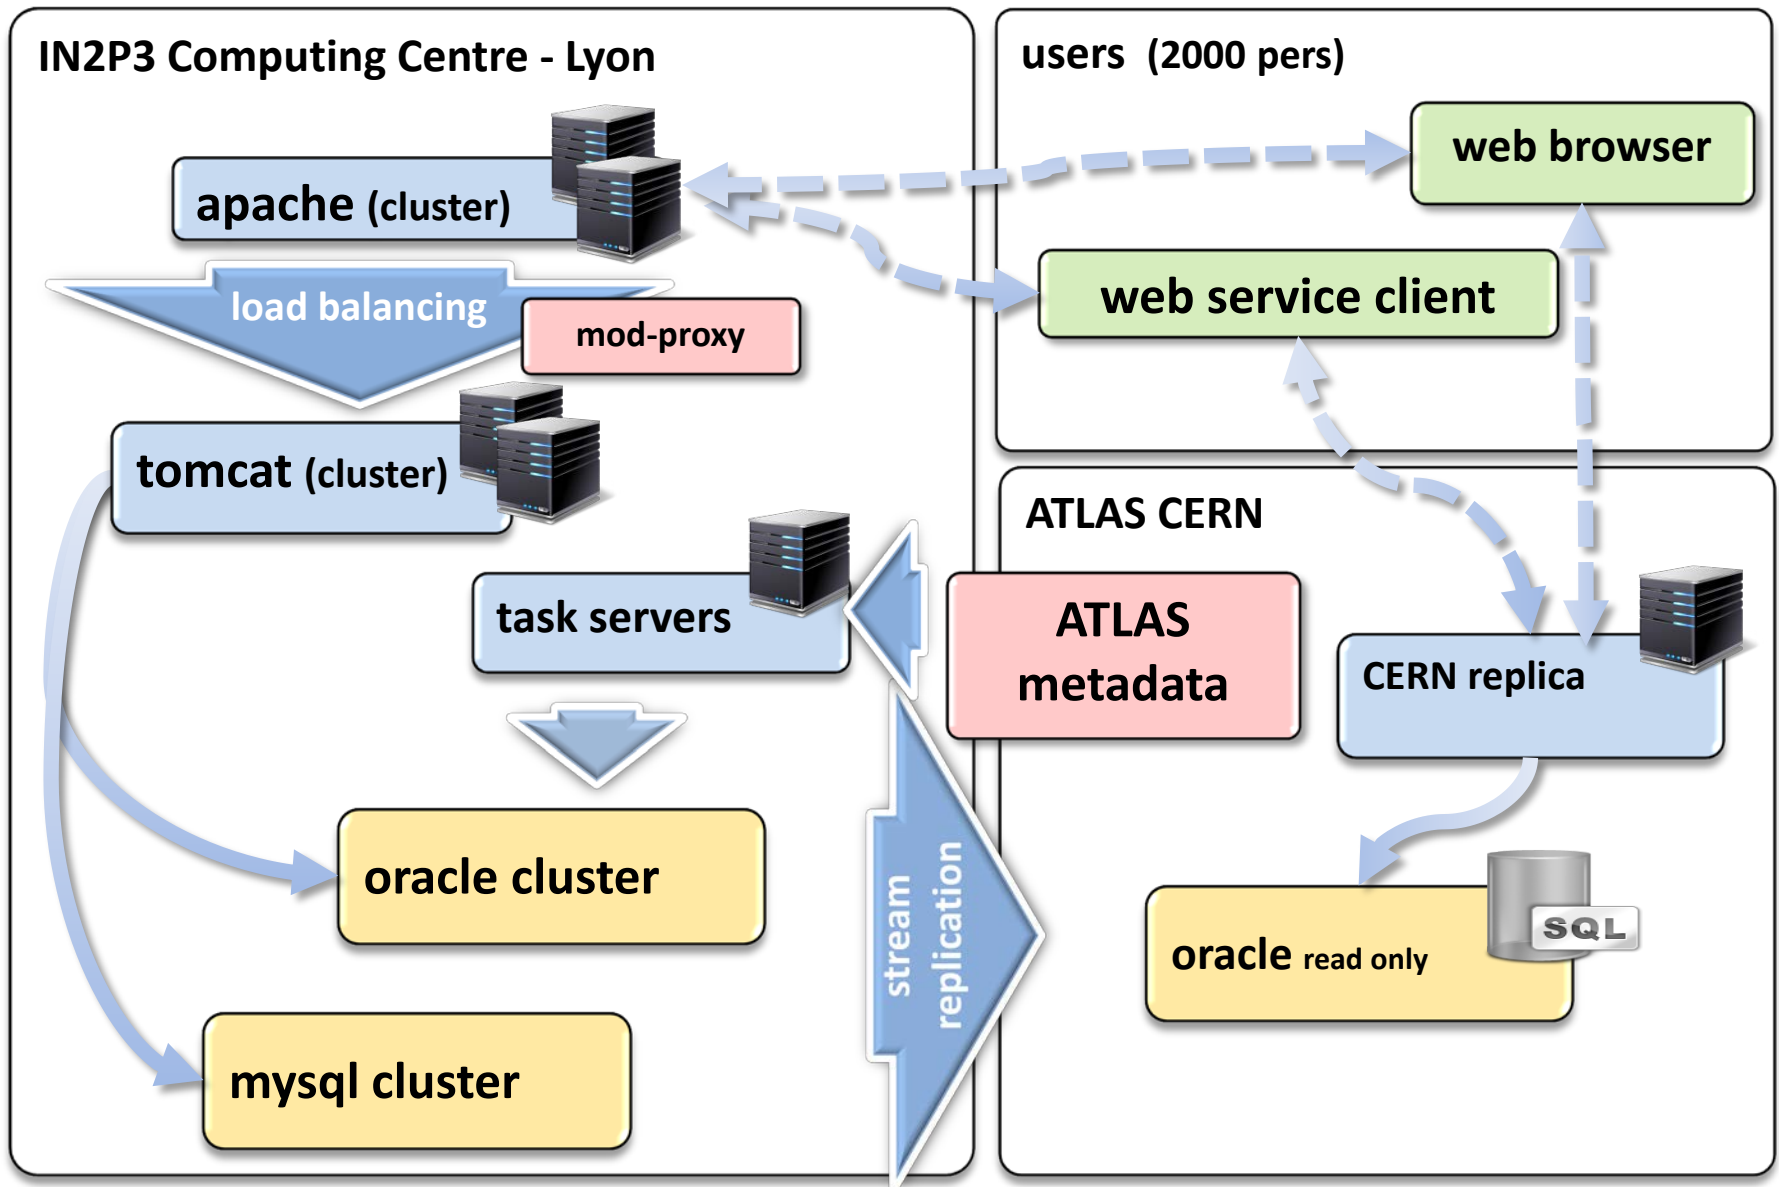 IN2P3 Computing Centre - Lyon
apache (cluster)
load balancing
mod-proxy
tomcat (cluster)
task servers
oracle cluster
mysql cluster
stream
replication
users (2000 pers)
web browser
web service client
ATLAS CERN
ATLAS
metadata
CERN replica
SQL
oracle read only